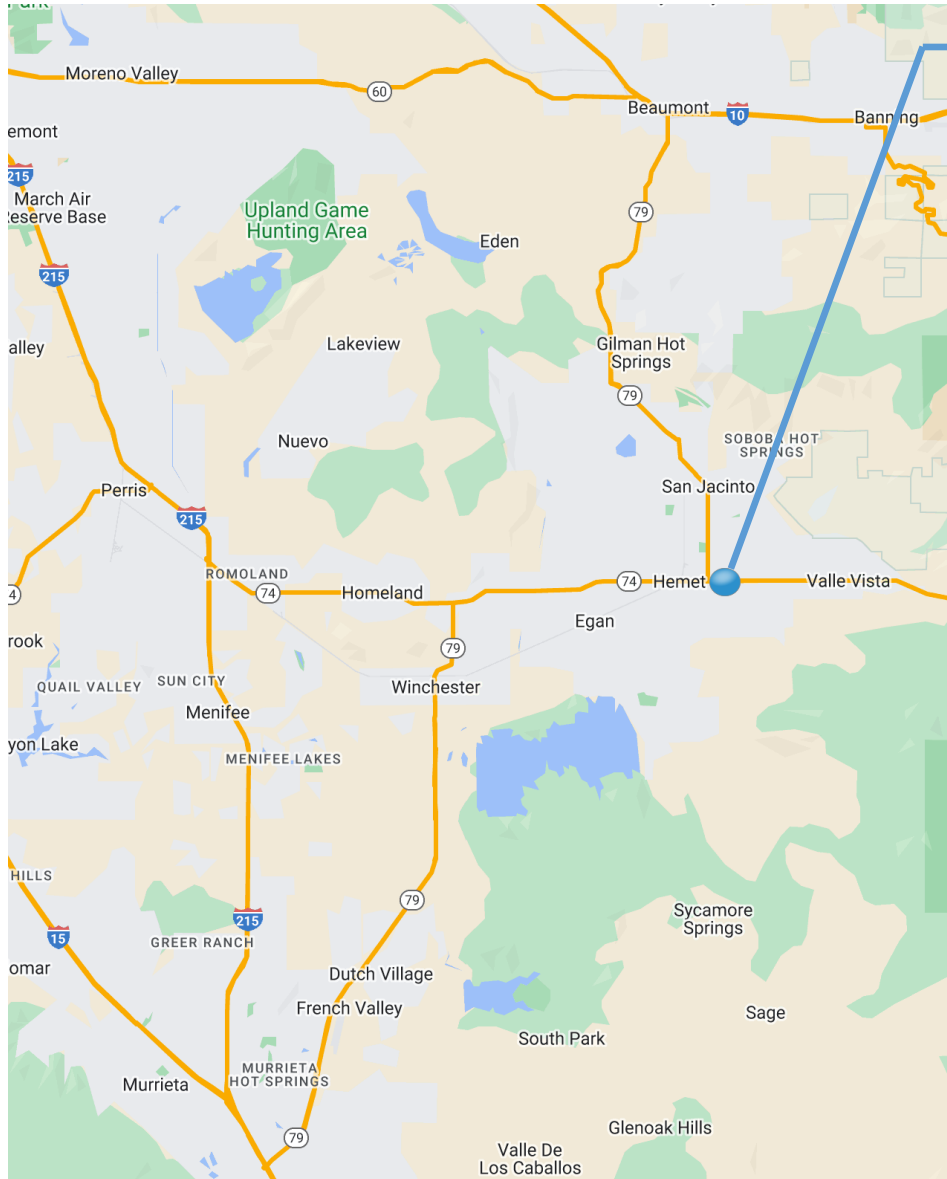 Park
Moreno Valley
60
Beaumont
10
Banning
emont
215
March Air
Reserve Base
79
Upland Game
Hunting Area
Eden
215
alley
Lakeview
Gilman Hot
Springs
79
Nuevo
SOBOBA HOT
SPRINGS
San Jacinto
Perris
215
ROMOLAND
74
Homeland
74
Hemet
Valle Vista
4
Egan
rook
79
QUAIL VALLEY
SUN CITY
Winchester
Menifee
yon Lake
MENIFEE LAKES
HILLS
79
215
Sycamore
Springs
15
GREER RANCH
omar
Dutch Village
French Valley
Sage
South Park
MURRIETA
HOT SPRINGS
Murrieta
79
Glenoak Hills
Valle De
Los Caballos